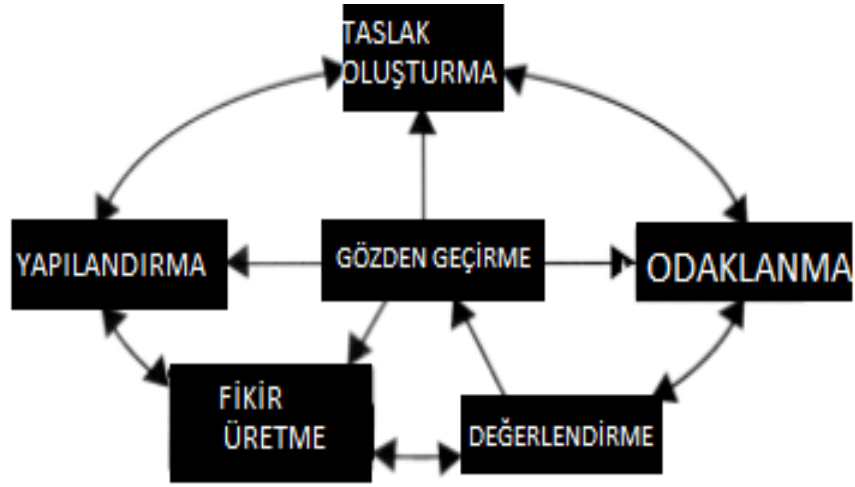 TASLAK
OLUŞTURMA
YAPILANDIRMA
GÖZDEN GEÇİRME
ODAKLANMA
FİKİR
ÜRETME
DEĞERLENDİRME